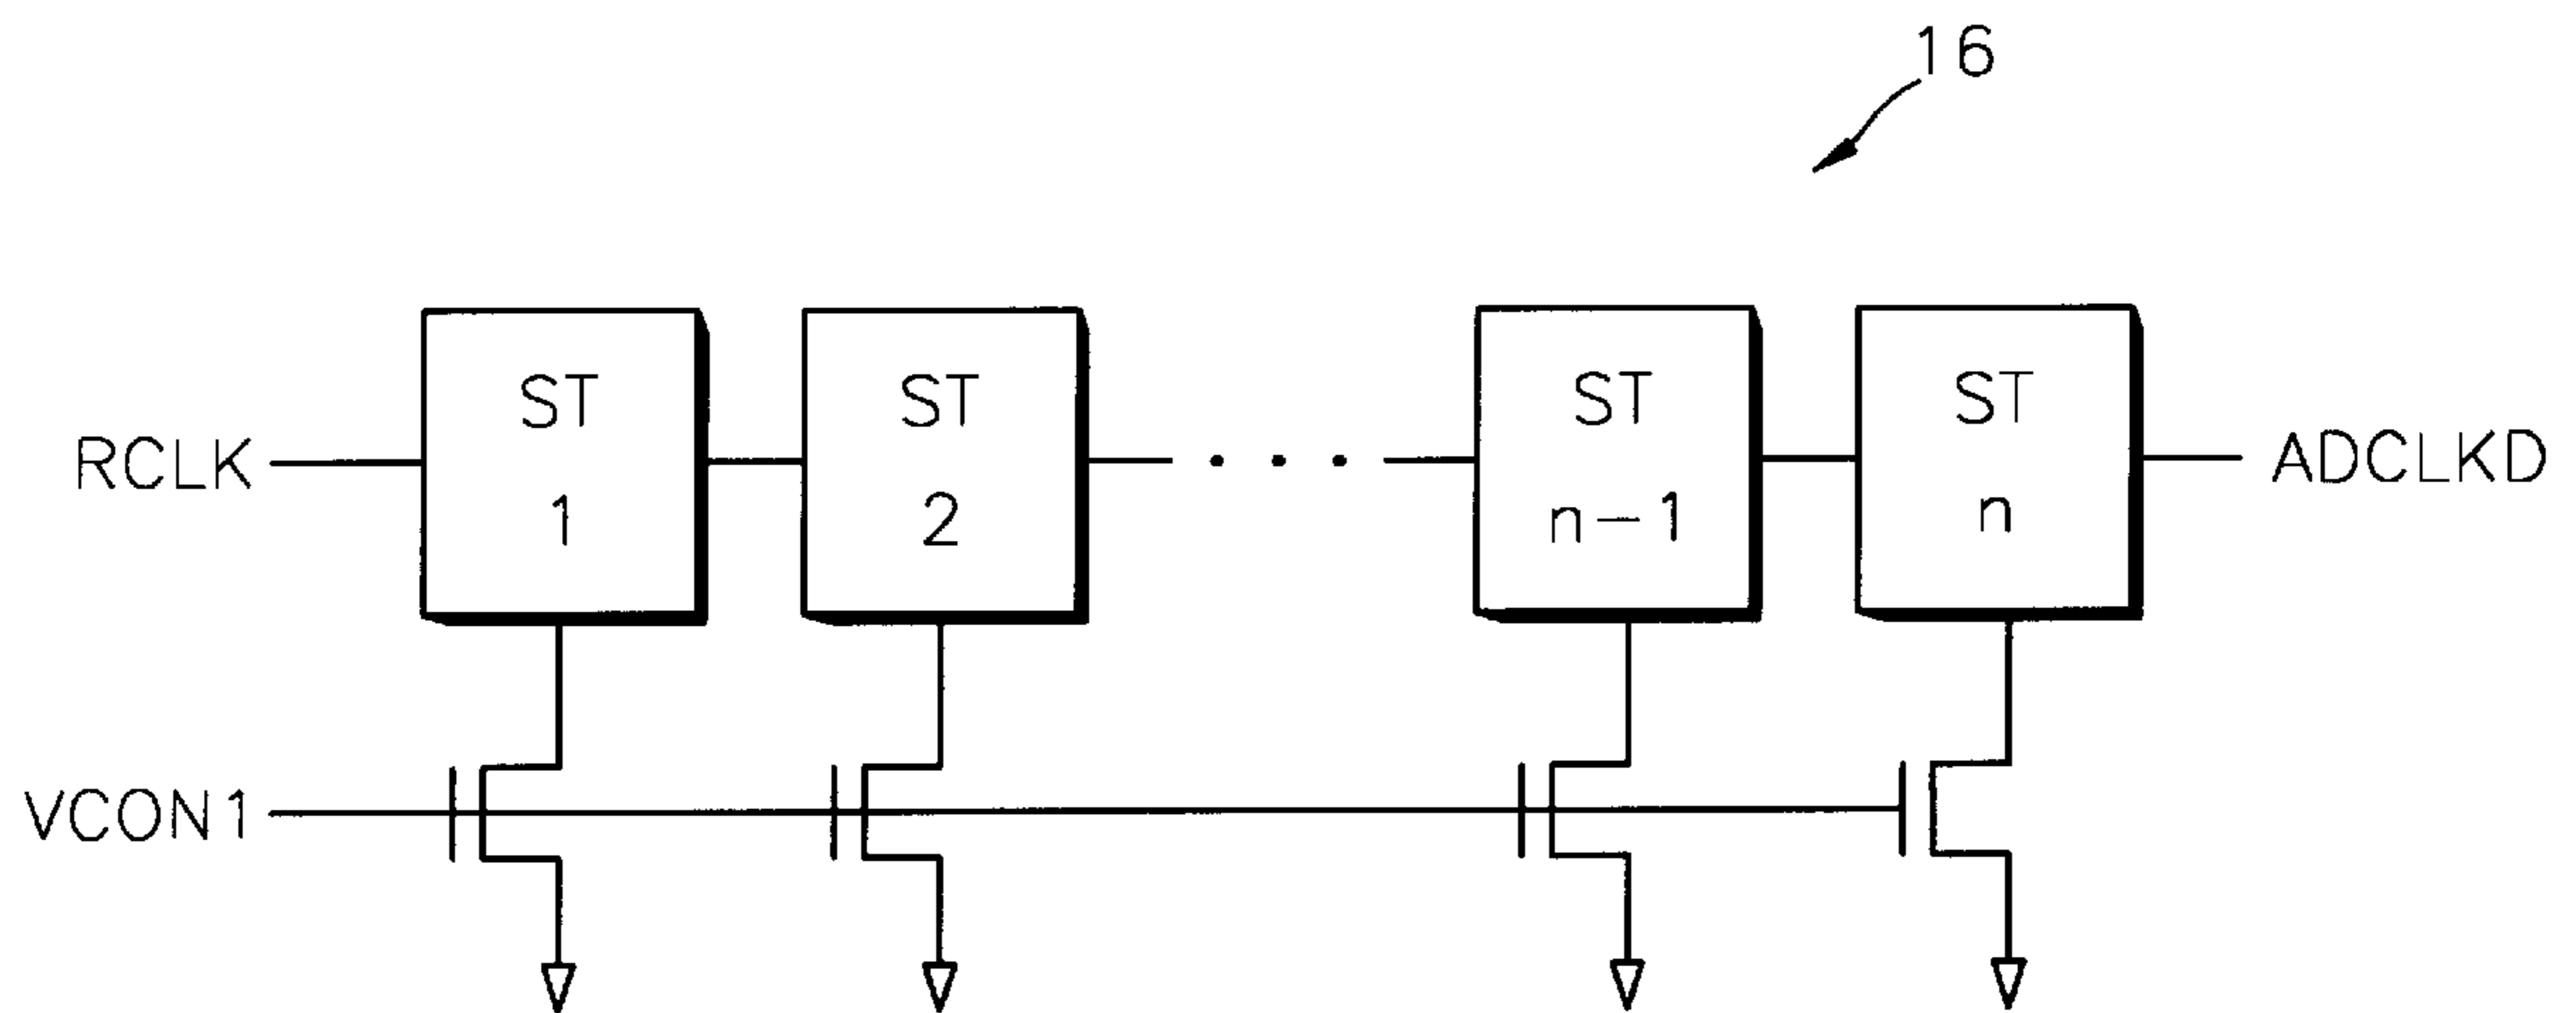 16
RCLK
ST
1
ST
2
. . .
ST
n-1
ST
n
ADCLKD
VCON1